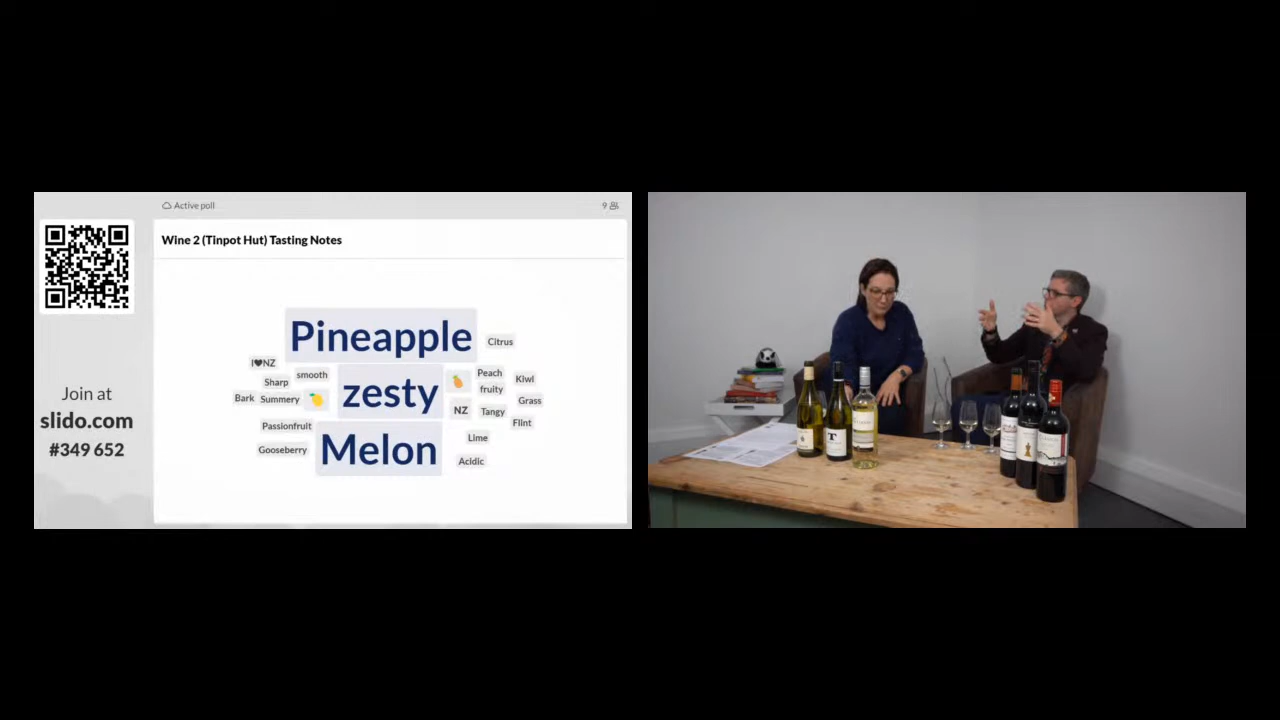 Active poll
9
Wine 2 (Tinpot Hut) Tasting Notes
Join at
slido.com
#349 652
Pineapple
Citrus
I♥NZ
smooth
Peach
Kiwi
Sharp
zesty
🍍
fruity
Bark
Summery
🍋
NZ
Tangy
Grass
Passionfruit
Flint
Gooseberry
Melon
Lime
Acidic
T